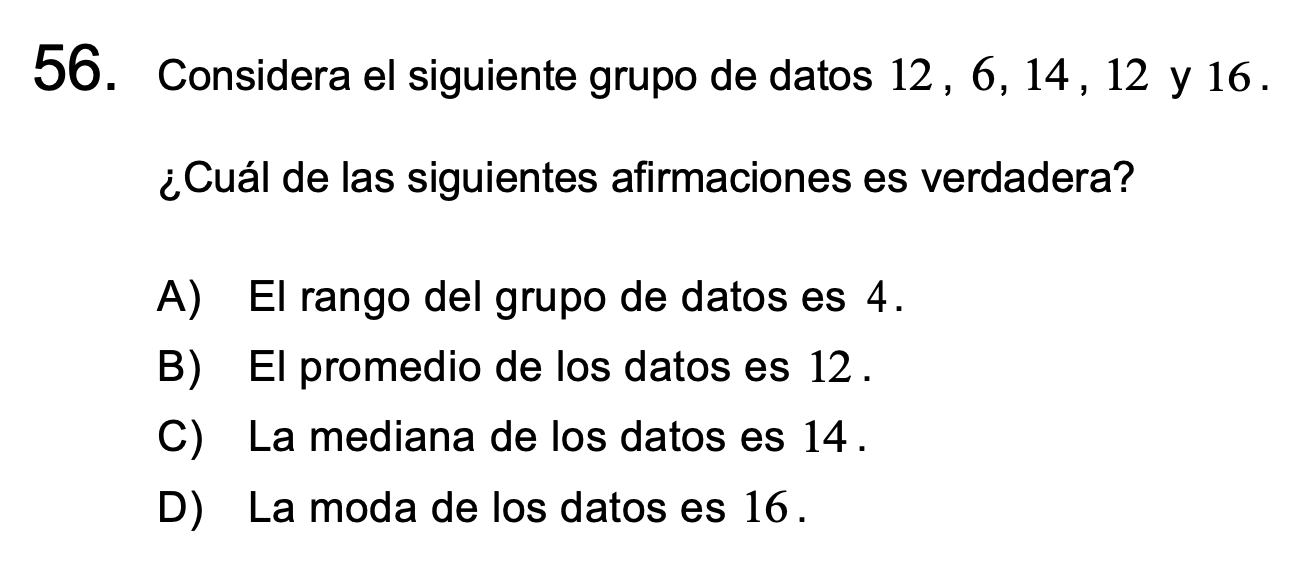 56. Considera el siguiente grupo de datos 12 , 6, 14 , 12 y 16 .
¿Cuál de las siguientes afirmaciones es verdadera?
A) El rango del grupo de datos es 4 .
B) El promedio de los datos es 12 .
C) La mediana de los datos es 14 .
D) La moda de los datos es 16 .